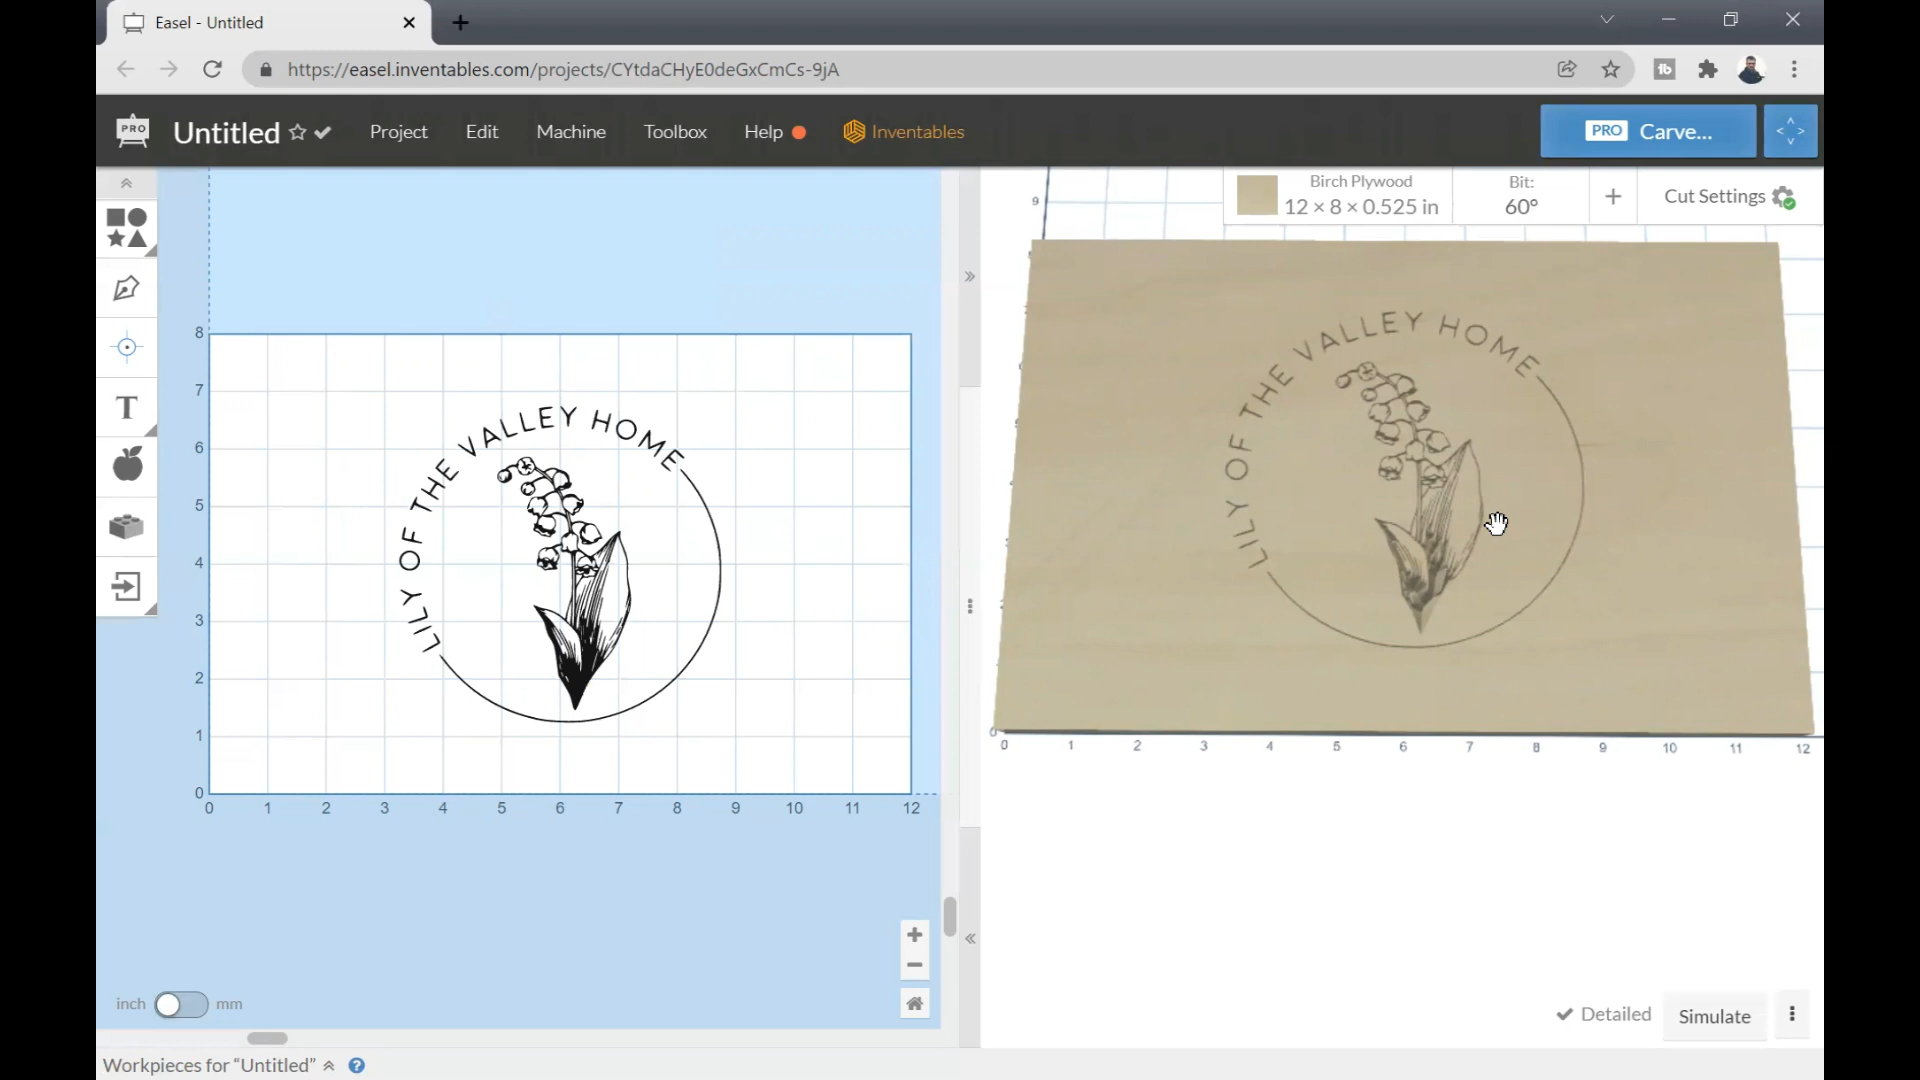 Easel - Untitled
https://easel.inventables.com/projects/CYtdaCHyE0deGxCmCs-9jA
PRO
Untitled
Project
Edit
Machine
Toolbox
Help
Inventables
PRO Carve...
Birch Plywood
12 × 8 × 0.525 in
Bit:
60°
Cut Settings
T
8
7
6
5
4
3
2
1
0
0 1 2 3 4 5 6 7 8 9 10 11 12
LILY OF THE VALLEY HOME
9
LILY OF THE VALLEY HOME
0
0 1 2 3 4 5 6 7 8 9 10 11 12
inch
mm
Detailed
Simulate
Workpieces for “Untitled”